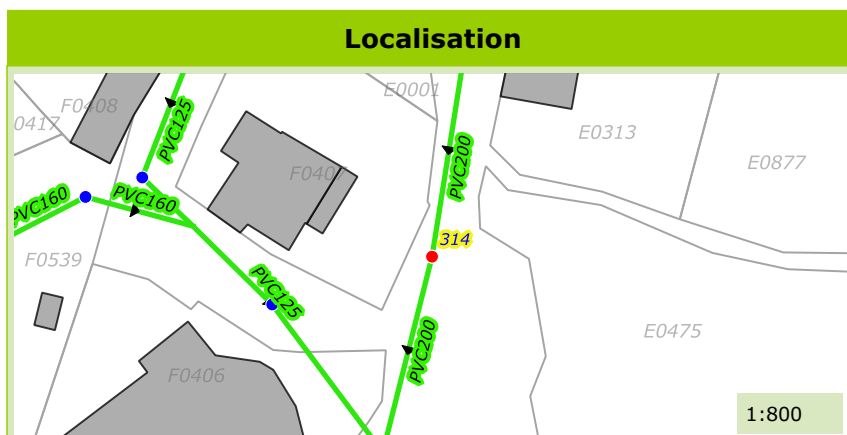 Localisation
E0001
F0408
0417
PVC125
E0313
PVC200
E0877
F0407
PVC160
PVC160
314
F0539
PVC125
E0475
PVC200
F0406
1:800